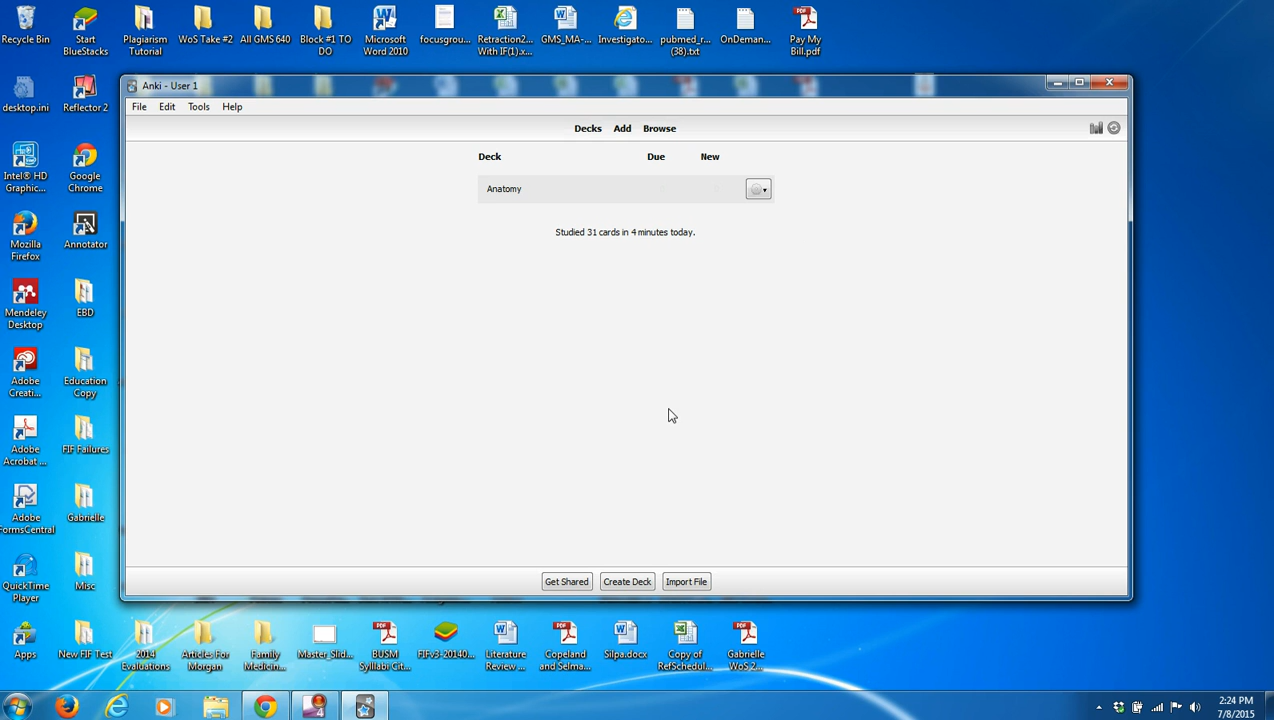 Recycle Bin
Start
BlueStacks
Plagiarism
Tutorial
WoS Take #2
All GMS 640
Block #1 TO
DO
Microsoft
Word 2010
focusgrou...
Retraction2...
With IF(1).x...
GMS_MA-...
Investigato...
pubmed_r...
(38).txt
OnDeman...
Pay My
Bill.pdf
desktop.ini
Reflector 2
Anki - User 1
File Edit Tools Help
Decks Add Browse
Deck Due New
Anatomy
Studied 31 cards in 4 minutes today.
Intel® HD
Graphic...
Google
Chrome
Mozilla
Firefox
Annotator
Mendeley
Desktop
EBD
Adobe
Creati...
Education
Copy
Adobe
Acrobat ...
FIF Failures
Adobe
FormsCentral
Gabrielle
QuickTime
Player
Misc
Get Shared Create Deck Import File
Apps
New FIF Test
2014
Evaluations
Articles For
Morgan
Family
Medicin...
Master_Slid...
BUSM
Sylllabi Cit...
FIFv3-20140...
Literature
Review ...
Copeland
and Selma...
Silpa.docx
Copy of
RefSchedul...
Gabrielle
WoS 2...
2:24 PM
7/8/2015